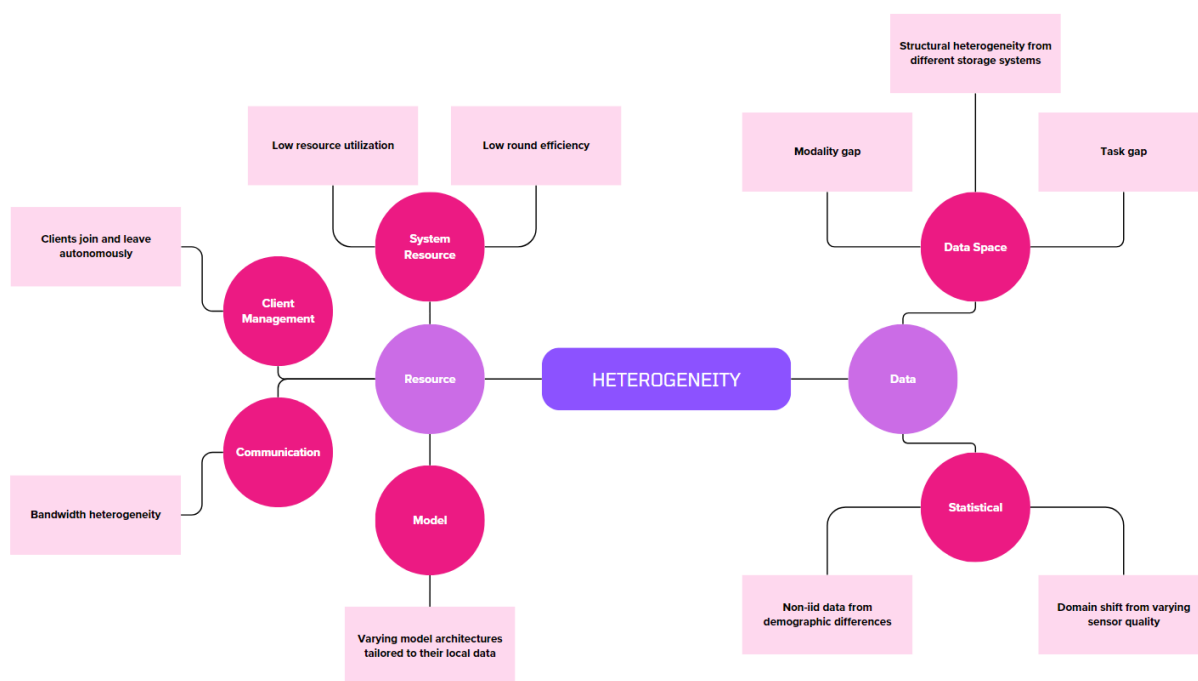 Structural heterogeneity from
different storage systems
Low resource utilization
Low round efficiency
Modality gap
Task gap
Clients join and leave
autonomously
System
Resource
Data Space
Client
Management
Resource
HETEROGENEITY
Data
Communication
Bandwidth heterogeneity
Model
Statistical
Non-iid data from
demographic differences
Domain shift from varying
sensor quality
Varying model architectures
tailored to their local data